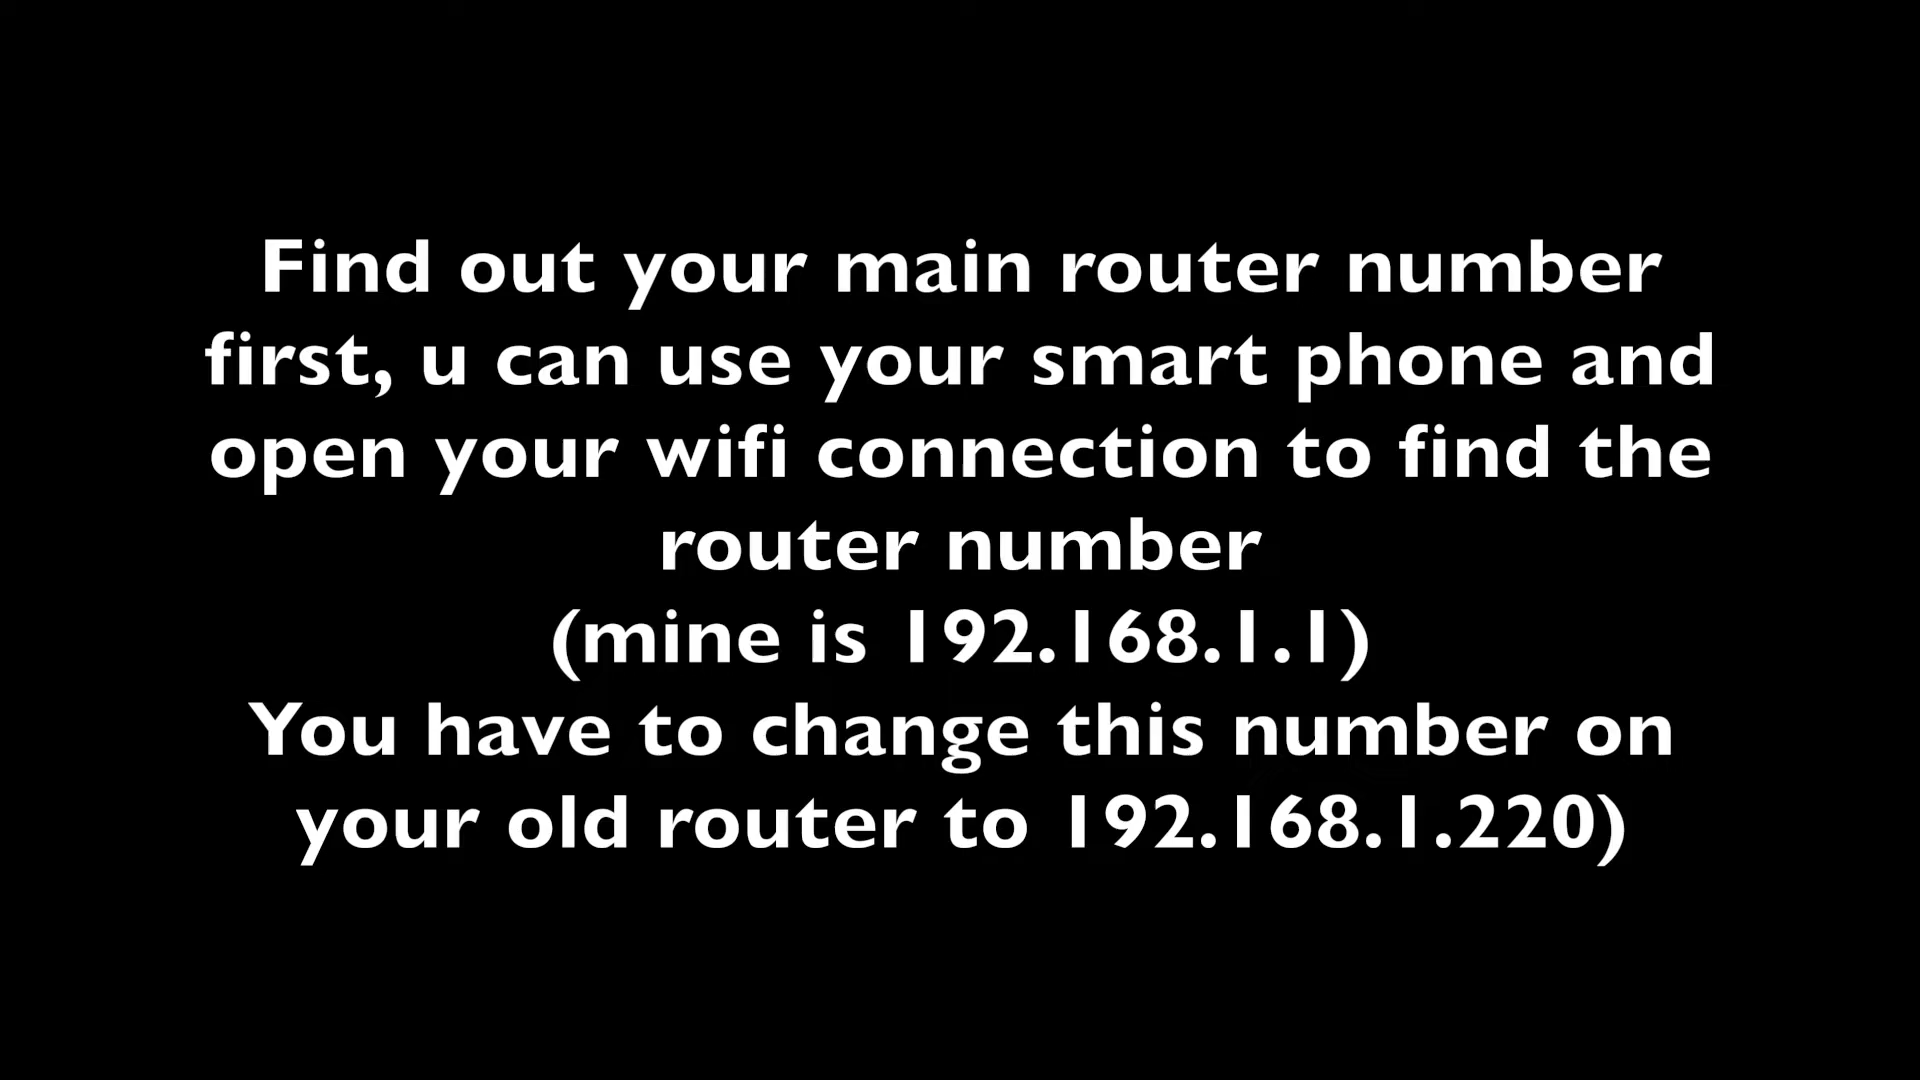 Find out your main router number
first, u can use your smart phone and
open your wifi connection to find the
router number
(mine is 192.168.1.1)
You have to change this number on
your old router to 192.168.1.220)